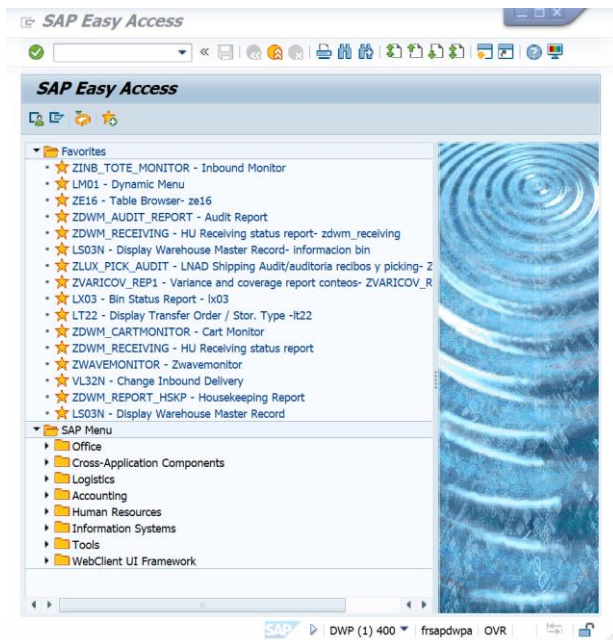 SAP Easy Access
SAP Easy Access
Favorites
ZINB_TOTE_MONITOR - Inbound Monitor
LM01 - Dynamic Menu
ZE16 - Table Browser- ze16
ZDWM_AUDIT_REPORT - Audit Report
ZDWM_RECEIVING - HU Receiving status report- zdwm_receiving
LS03N - Display Warehouse Master Record- informacion bin
ZLUX_PICK_AUDIT - LNAD Shipping Audit/auditoria recibos y picking- Z
ZVARICOV_REP1 - Variance and coverage report conteos- ZVARICOV_R
LX03 - Bin Status Report - lx03
LT22 - Display Transfer Order / Stor. Type -lt22
ZDWM_CARTMONITOR - Cart Monitor
ZDWM_RECEIVING - HU Receiving status report
ZWAVEMONITOR - Zwavemonitor
VL32N - Change Inbound Delivery
ZDWM_REPORT_HSKP - Housekeeping Report
LS03N - Display Warehouse Master Record
SAP Menu
Office
Cross-Application Components
Logistics
Accounting
Human Resources
Information Systems
Tools
WebClient UI Framework
SAP DWP (1) 400 frsapdwpa OVR